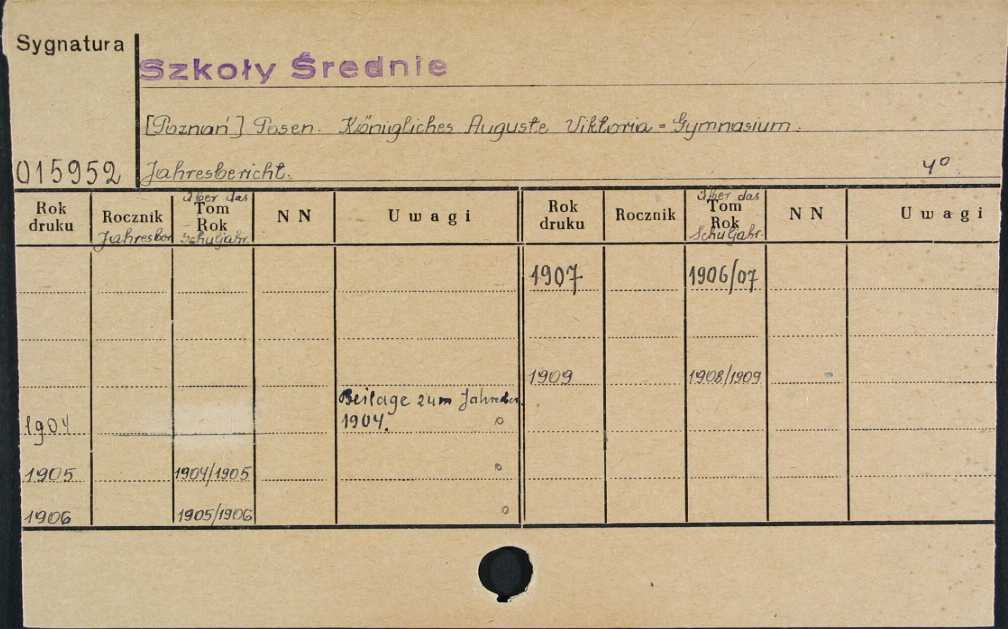 Sygnatura
Szkoły Średnie
[Poznań] Posen. Königliches Auguste Viktoria = Gymnasium.
015952
Jahresbericht.
4°
Rok druku
Rocznik
Jahresber
über das
Tom
Rok
Schuljahr.
N N
Uwagi
Rok druku
Rocznik
über das
Tom
Rok
Schuljahr.
N N
Uwagi
1907 1906/07
1909 1908/1909
Beilage zum Jahresber.
1904 1904.
1905 1904/1905
1906 1905/1906